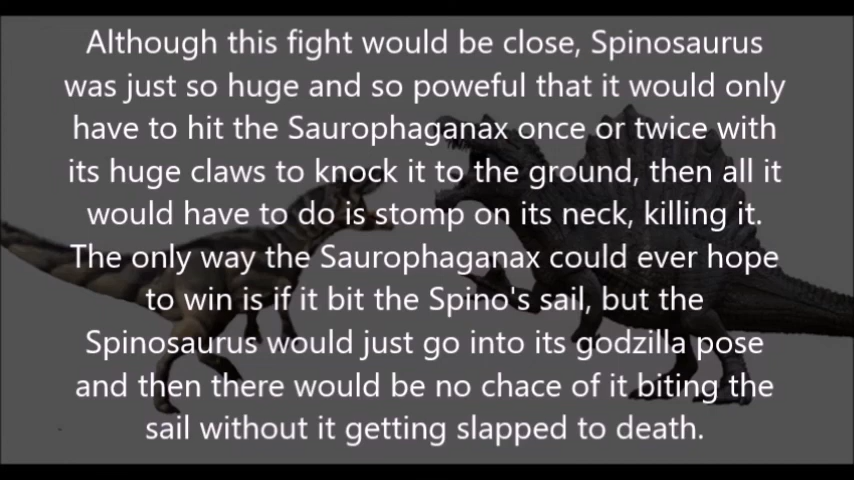 Although this fight would be close, Spinosaurus
was just so huge and so poweful that it would only
have to hit the Saurophaganax once or twice with
its huge claws to knock it to the ground, then all it
would have to do is stomp on its neck, killing it.
The only way the Saurophaganax could ever hope
to win is if it bit the Spino's sail, but the
Spinosaurus would just go into its godzilla pose
and then there would be no chace of it biting the
sail without it getting slapped to death.